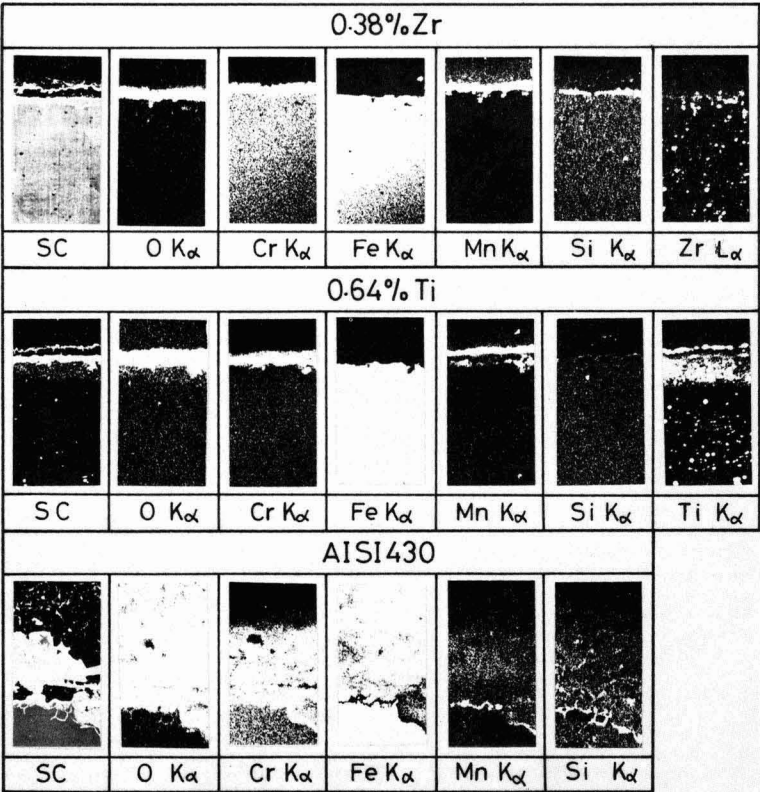 0.38% Zr
SC O Kα Cr Kα Fe Kα Mn Kα Si Kα Zr Lα
0.64% Ti
SC O Kα Cr Kα Fe Kα Mn Kα Si Kα Ti Kα
AISI 430
SC O Kα Cr Kα Fe Kα Mn Kα Si Kα